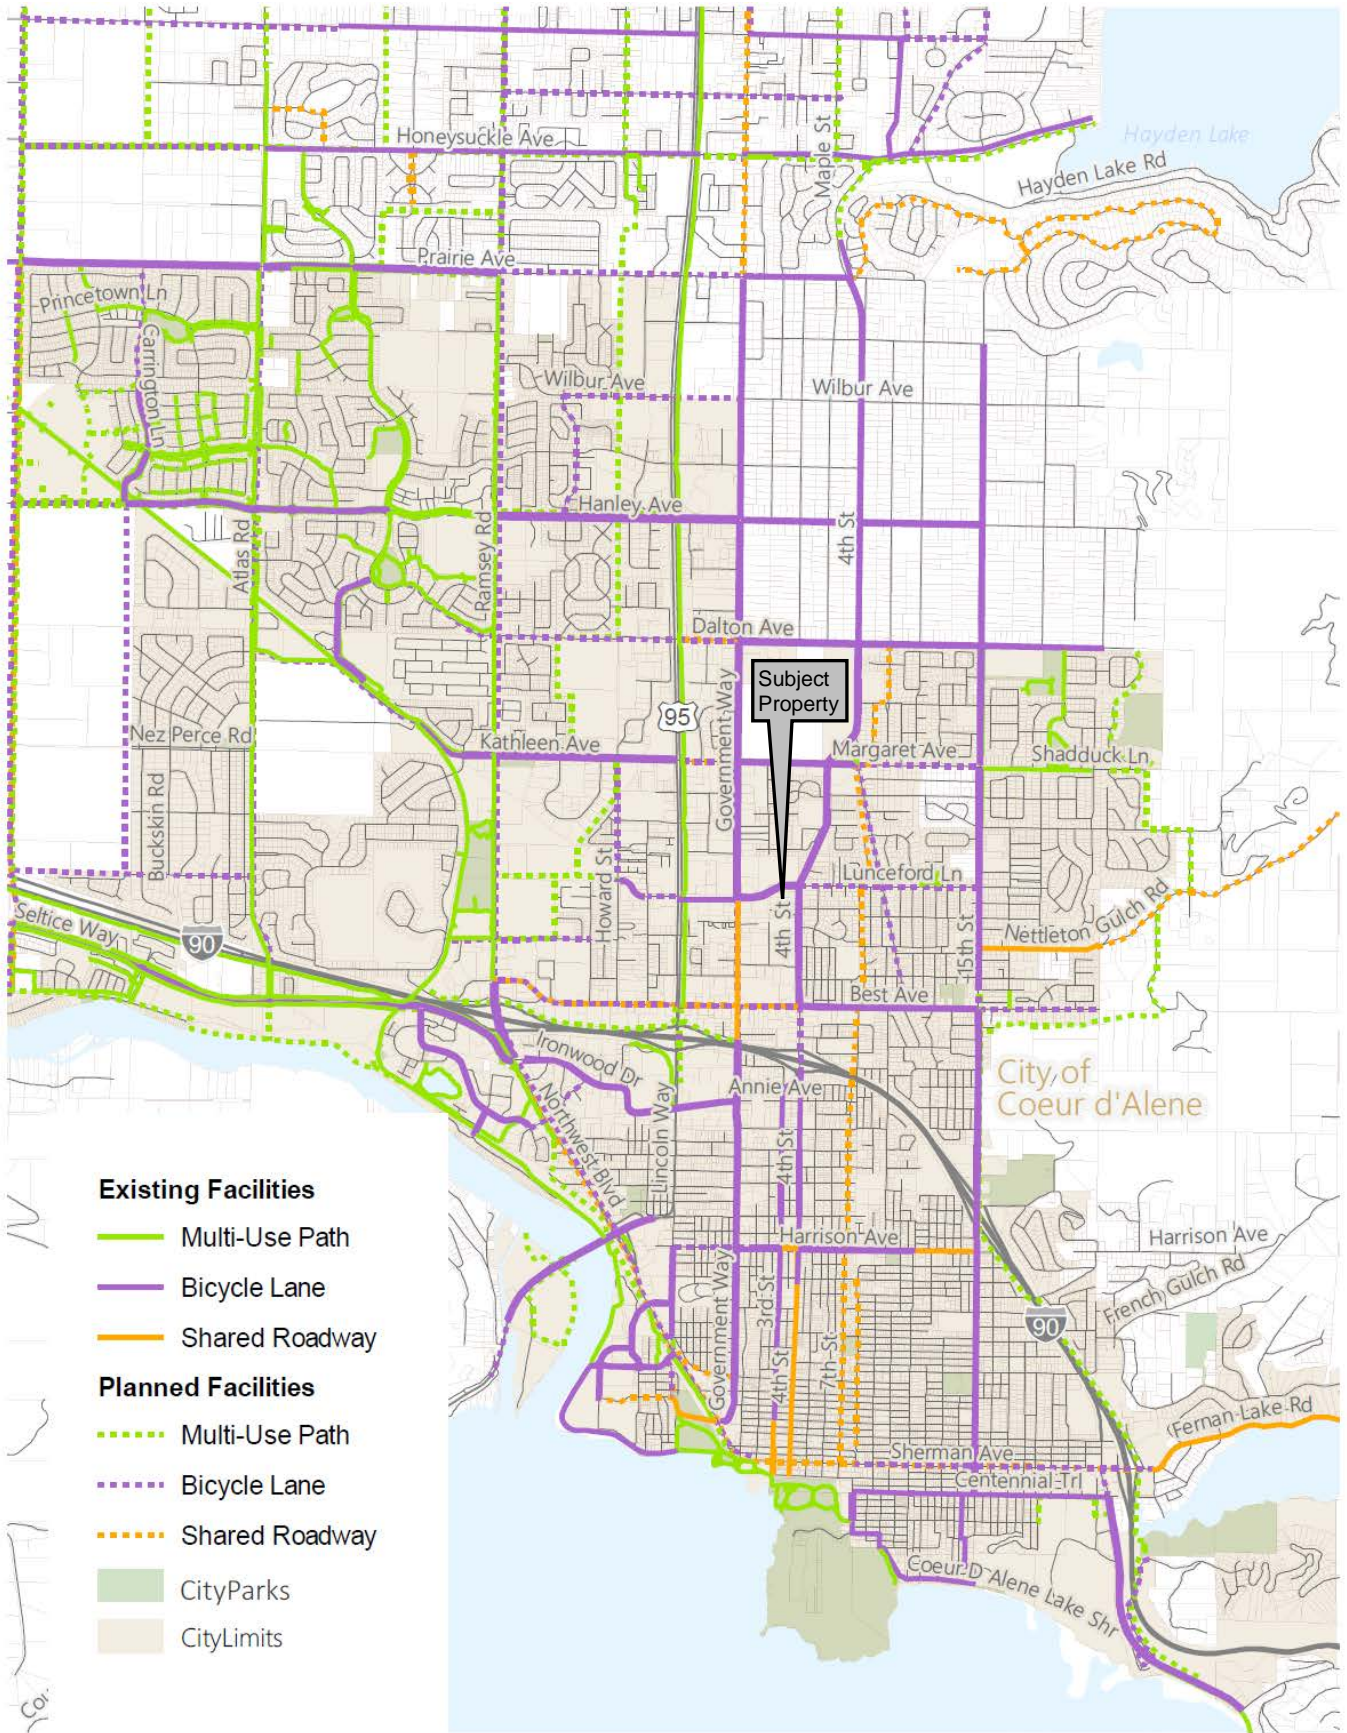 Honeysuckle Ave
Maple St
Hayden Lake
Hayden Lake Rd
Prairie Ave
Princetown Ln
Carrington Ln
Wilbur Ave
Wilbur Ave
Hanley Ave
Atlas Rd
Ramsey Rd
4th St
Dalton Ave
Subject
Property
Government Way
95
Nez Perce Rd
Kathleen Ave
Margaret Ave
Shadduck Ln
Buckskin Rd
Howard St
Lunceford Ln
Seltice Way
90
4th St
15th St
Nettleton Gulch Rd
Best Ave
Ironwood Dr
Annie Ave
City of
Coeur d'Alene
Northwest Blvd
Lincoln Way
4th St
Harrison Ave
Harrison Ave
French Gulch Rd
Government Way
3rd St
4th St
7th St
90
Fernan Lake Rd
Sherman Ave
Centennial Trl
Coeur D Alene Lake Shr
Existing Facilities
Multi-Use Path
Bicycle Lane
Shared Roadway
Planned Facilities
Multi-Use Path
Bicycle Lane
Shared Roadway
CityParks
CityLimits